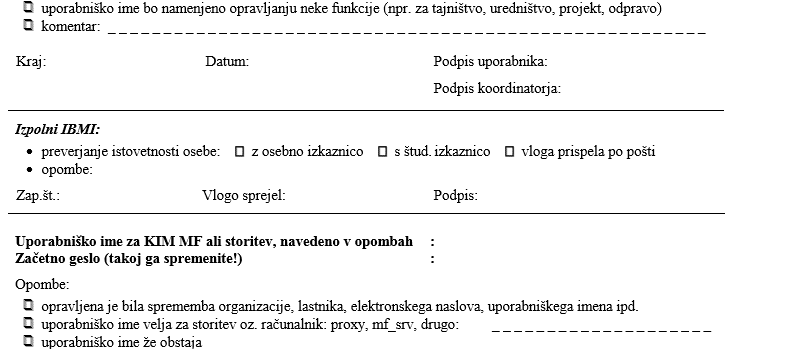 uporabniško ime bo namenjeno opravljanju neke funkcije (npr. za tajništvo, uredništvo, projekt, odpravo)
komentar: _ _ _ _ _ _ _ _ _ _ _ _ _ _ _ _ _ _ _ _ _ _ _ _ _ _ _ _ _ _ _ _ _ _ _ _ _ _ _ _ _ _ _ _ _ _ _ _ _ _ _ _ _ _
Kraj: Datum: Podpis uporabnika:
Podpis koordinatorja:
Izpolni IBMI:
• preverjanje istovetnosti osebe: z osebno izkaznico s štud. izkaznico vloga prispela po pošti
• opombe:
Zap.št.: Vlogo sprejel: Podpis:
Uporabniško ime za KIM MF ali storitev, navedeno v opombah :
Začetno geslo (takoj ga spremenite!) :
Opombe:
opravljena je bila sprememba organizacije, lastnika, elektronskega naslova, uporabniškega imena ipd.
uporabniško ime velja za storitev oz. računalnik: proxy, mf_srv, drugo: _ _ _ _ _ _ _ _ _ _ _ _ _ _ _ _ _ _ _ _
uporabniško ime že obstaja